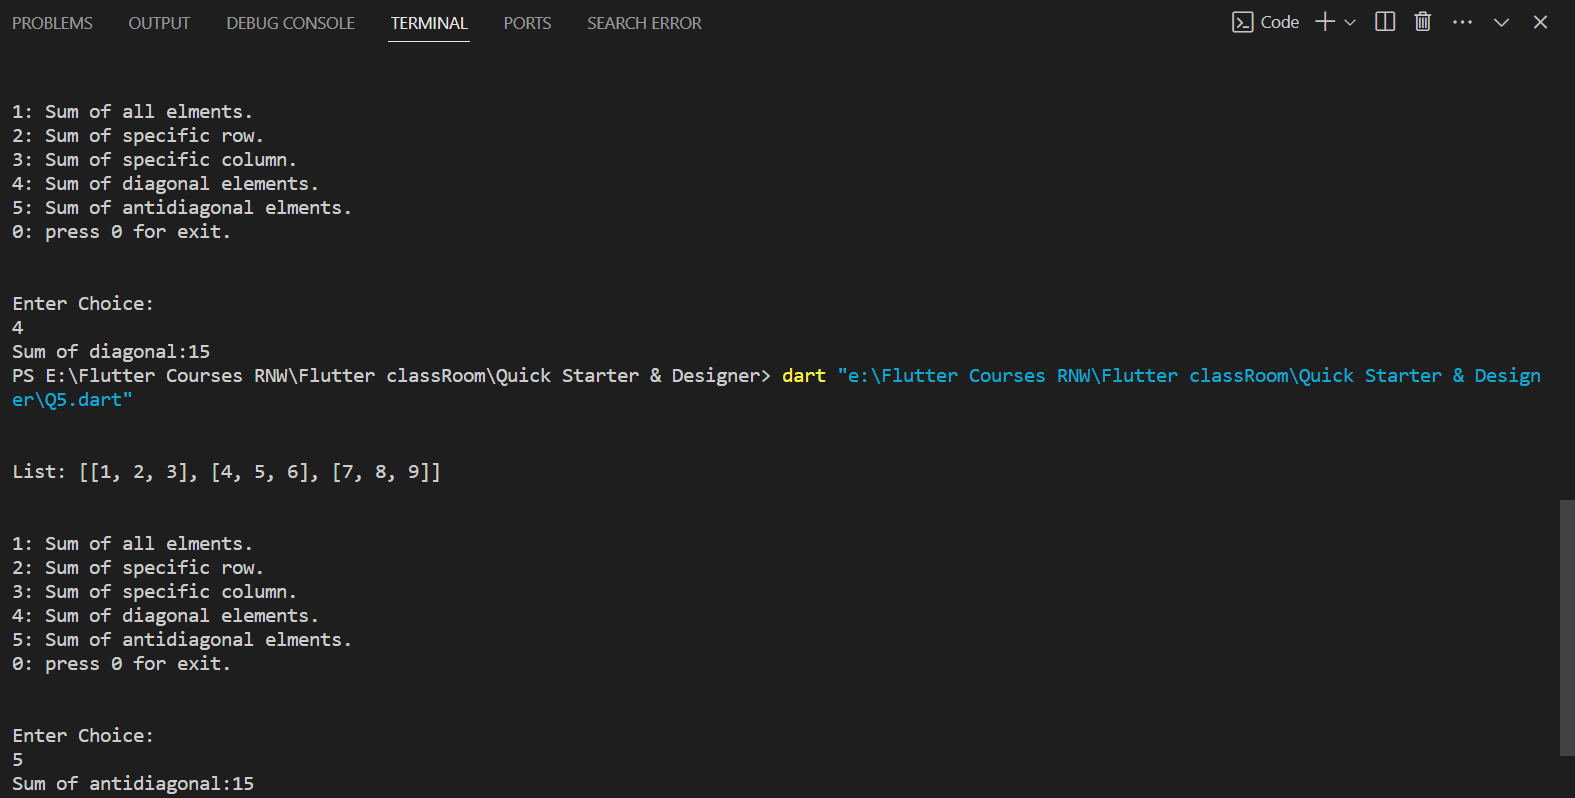 PROBLEMS OUTPUT DEBUG CONSOLE TERMINAL PORTS SEARCH ERROR Code
1: Sum of all elments.
2: Sum of specific row.
3: Sum of specific column.
4: Sum of diagonal elements.
5: Sum of antidiagonal elments.
0: press 0 for exit.
Enter Choice:
4
Sum of diagonal:15
PS E:\Flutter Courses RNW\Flutter classRoom\Quick Starter & Designer> dart "e:\Flutter Courses RNW\Flutter classRoom\Quick Starter & Design
er\Q5.dart"
List: [[1, 2, 3], [4, 5, 6], [7, 8, 9]]
1: Sum of all elments.
2: Sum of specific row.
3: Sum of specific column.
4: Sum of diagonal elements.
5: Sum of antidiagonal elments.
0: press 0 for exit.
Enter Choice:
5
Sum of antidiagonal:15